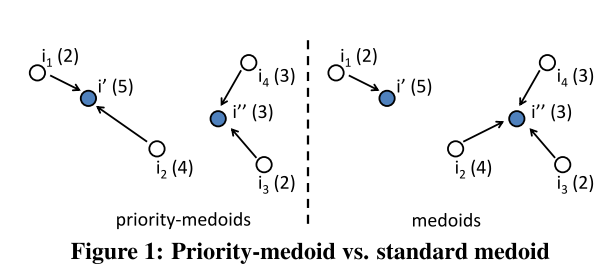 i1 (2)
i' (5)
i4 (3)
i'' (3)
i2 (4)
i3 (2)
priority-medoids
i1 (2)
i' (5)
i4 (3)
i'' (3)
i2 (4)
i3 (2)
medoids
Figure 1: Priority-medoid vs. standard medoid